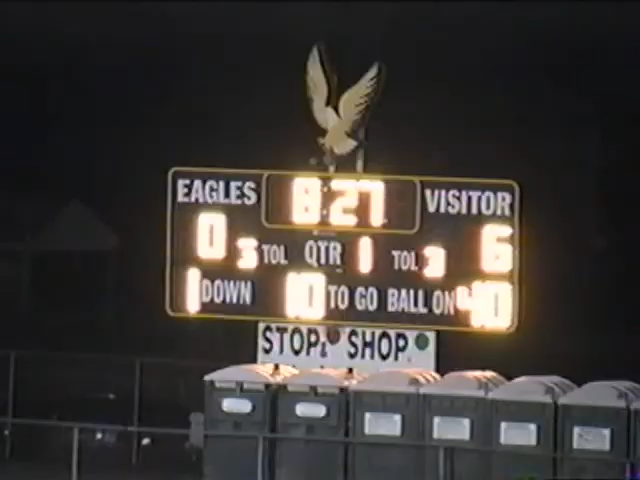 EAGLES 8:27 VISITOR
0 3 TOL QTR 1 TOL 3 6
1 DOWN 10 TO GO BALL ON 40
STOP & SHOP